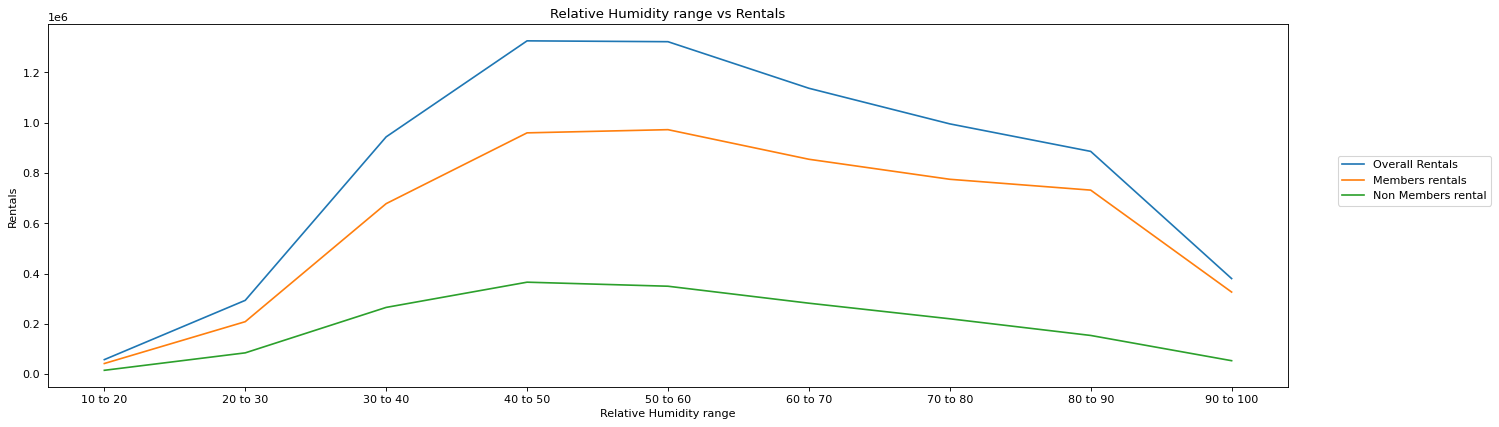 Relative Humidity range vs Rentals
1e6
1.2
1.0
0.8
0.6
0.4
0.2
0.0
Rentals
10 to 20 20 to 30 30 to 40 40 to 50 50 to 60 60 to 70 70 to 80 80 to 90 90 to 100
Relative Humidity range
Overall Rentals
Members rentals
Non Members rental